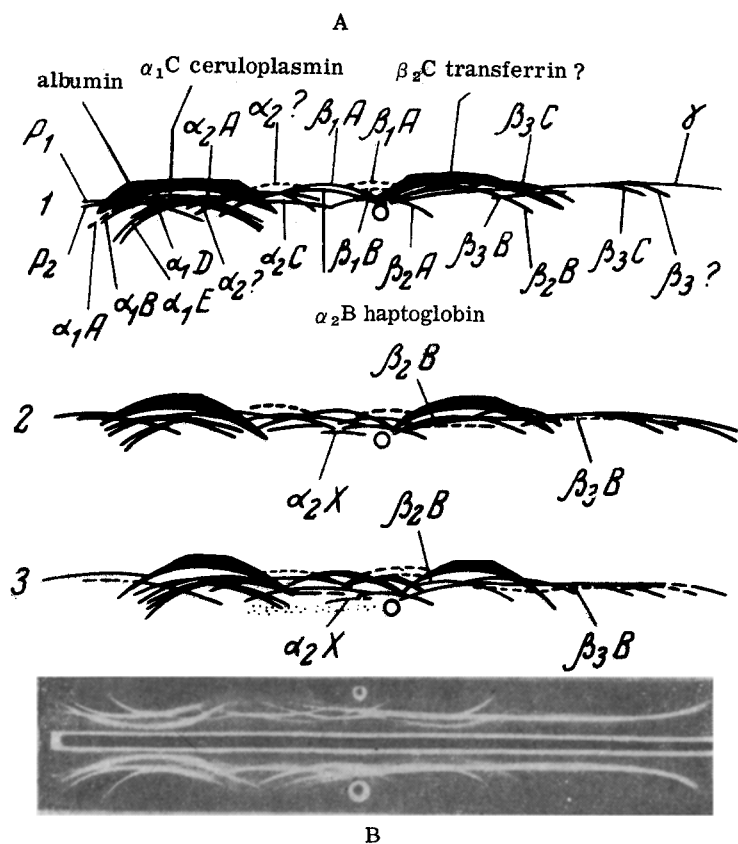 A
albumin α₁C ceruloplasmin β₂C transferrin ?
ρ₁ α₂A α₂? β₁A β₁A β₃C γ
1
ρ₂ α₁A α₁B α₁D α₁E α₂? α₂C β₁B β₂A β₃B β₂B β₃C β₃?
α₂B haptoglobin
β₂B
2
α₂X β₃B
β₂B
3
α₂X β₃B
B